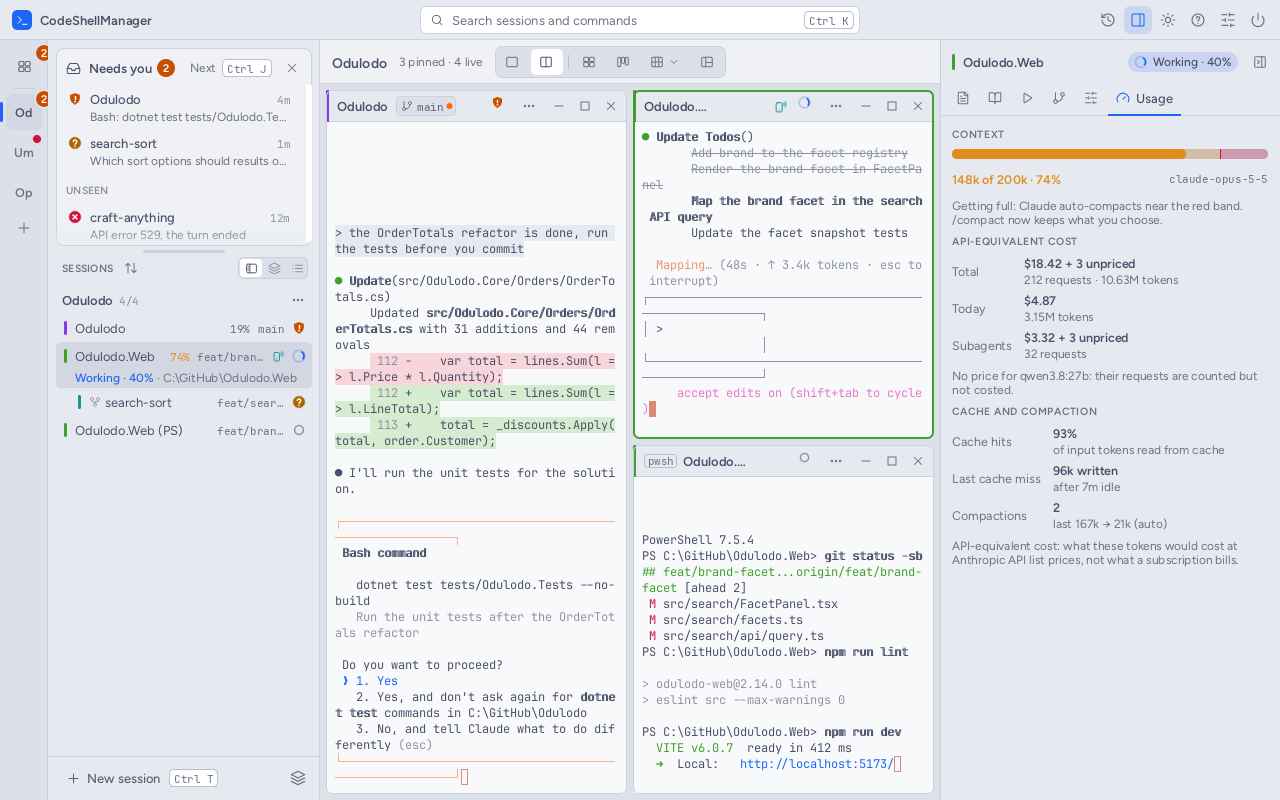 CodeShellManager
Search sessions and commands
Ctrl K
2
2
Od
Um
Op
Needs you 2 Next Ctrl J
Odulodo 4m
Bash: dotnet test tests/Odulodo.Te...
search-sort 1m
Which sort options should results o...
UNSEEN
craft-anything 12m
API error 529, the turn ended
SESSIONS
Odulodo 4/4
Odulodo 19% main
Odulodo.Web 74% feat/bran...
Working · 40% · C:\GitHub\Odulodo.Web
search-sort feat/sear...
Odulodo.Web (PS) feat/bran...
New session Ctrl T
Odulodo 3 pinned · 4 live
Odulodo main
> the OrderTotals refactor is done, run
the tests before you commit
● Update(src/Odulodo.Core/Orders/OrderTo
tals.cs)
Updated src/Odulodo.Core/Orders/Ord
erTotals.cs with 31 additions and 44 rem
ovals
112 - var total = lines.Sum(l =
> l.Price * l.Quantity);
112 + var total = lines.Sum(l =
> l.LineTotal);
113 + total = _discounts.Apply(
total, order.Customer);
● I'll run the unit tests for the soluti
on.
Bash command
dotnet test tests/Odulodo.Tests --no-
build
Run the unit tests after the OrderTot
als refactor
Do you want to proceed?
❯ 1. Yes
2. Yes, and don't ask again for dotne
t test commands in C:\GitHub\Odulodo
3. No, and tell Claude what to do dif
ferently (esc)
Odulodo....
● Update Todos()
Add brand to the facet registry
Render the brand facet in FacetPa
nel
Map the brand facet in the search
API query
Update the facet snapshot tests
Mapping… (48s · ↑ 3.4k tokens · esc to
interrupt)
>
accept edits on (shift+tab to cycle
)
pwsh Odulodo....
PowerShell 7.5.4
PS C:\GitHub\Odulodo.Web> git status -sb
## feat/brand-facet...origin/feat/brand-
facet [ahead 2]
M src/search/FacetPanel.tsx
M src/search/facets.ts
M src/search/api/query.ts
PS C:\GitHub\Odulodo.Web> npm run lint
> odulodo-web@2.14.0 lint
> eslint src --max-warnings 0
PS C:\GitHub\Odulodo.Web> npm run dev
VITE v6.0.7 ready in 412 ms
➜ Local: http://localhost:5173/
Odulodo.Web Working · 40%
Usage
CONTEXT
148k of 200k · 74% claude-opus-5-5
Getting full: Claude auto-compacts near the red band.
/compact now keeps what you choose.
API-EQUIVALENT COST
Total $18.42 + 3 unpriced
212 requests · 10.63M tokens
Today $4.87
3.15M tokens
Subagents $3.32 + 3 unpriced
32 requests
No price for qwen3.8:27b: their requests are counted but
not costed.
CACHE AND COMPACTION
Cache hits 93%
of input tokens read from cache
Last cache miss 96k written
after 7m idle
Compactions 2
last 167k → 21k (auto)
API-equivalent cost: what these tokens would cost at
Anthropic API list prices, not what a subscription bills.